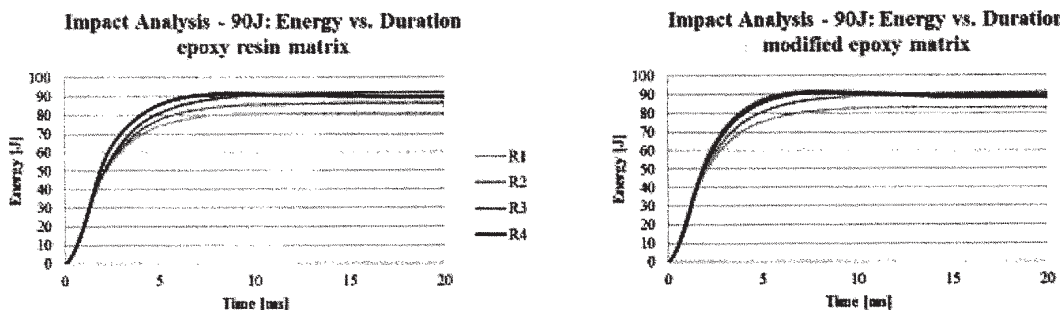 Impact Analysis - 90J: Energy vs. Duration
epoxy resin matrix
100
90
80
70
60
50
40
30
20
10
0
Energy [J]
0
5
10
15
20
Time [ms]
R1
R2
R3
R4
Impact Analysis - 90J: Energy vs. Duration
modified epoxy matrix
100
90
80
70
60
50
40
30
20
10
0
Energy [J]
0
5
10
15
20
Time [ms]